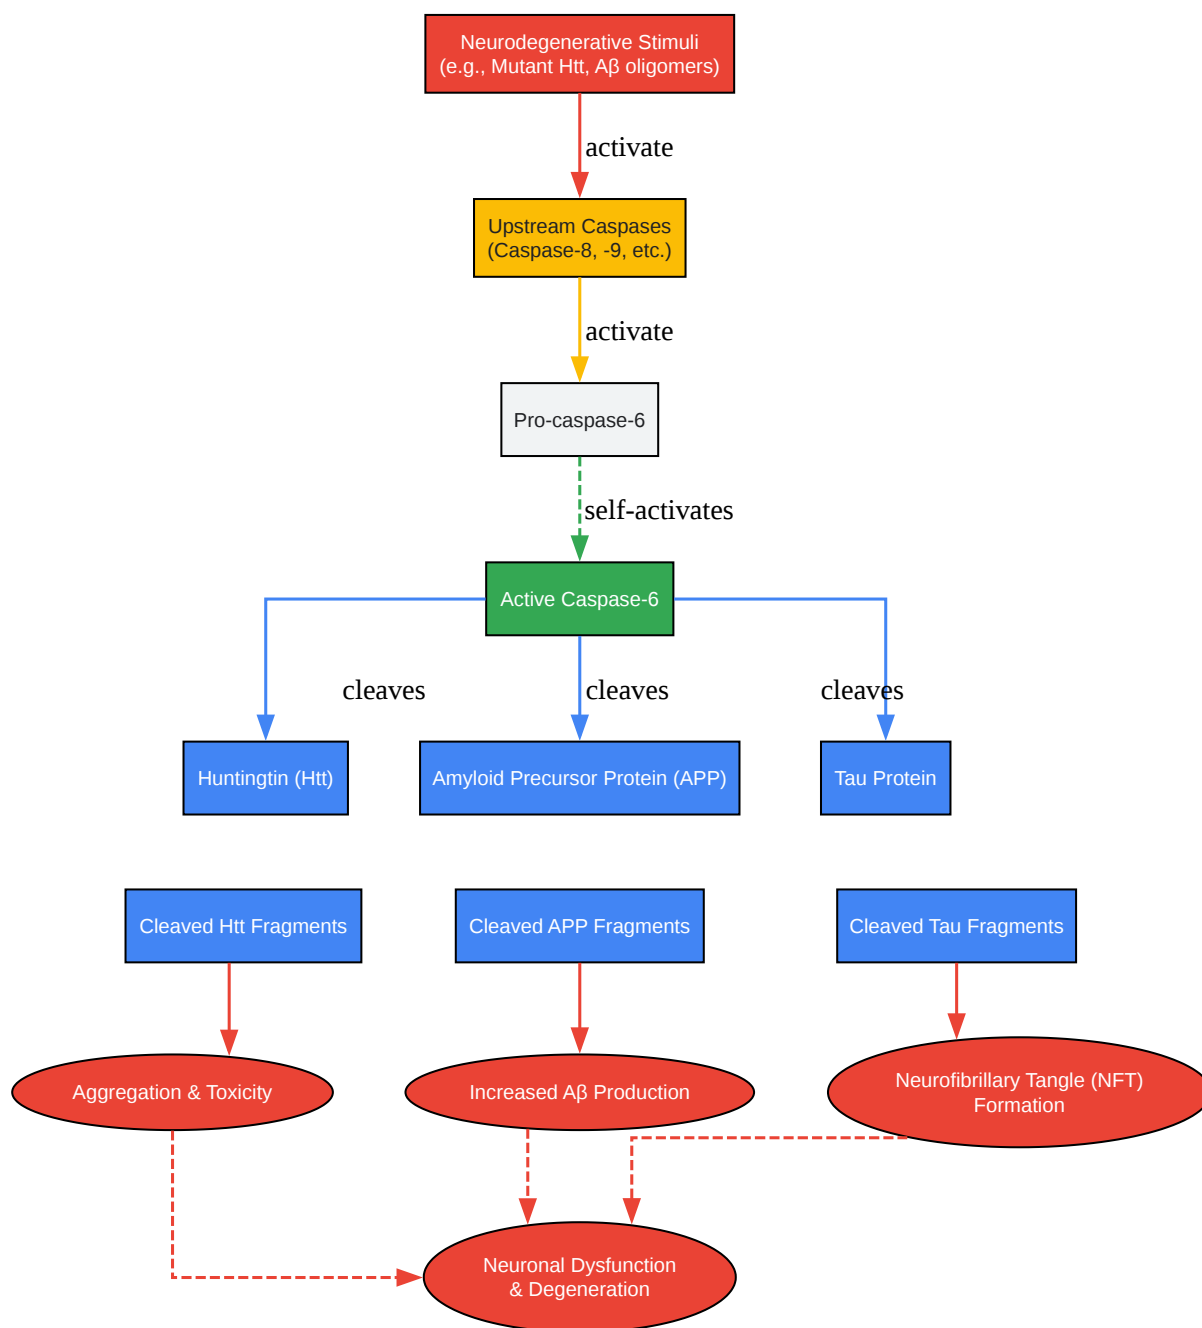 Neurodegenerative Stimuli
(e.g., Mutant Htt, Aβ oligomers)
activate
Upstream Caspases
(Caspase-8, -9, etc.)
activate
Pro-caspase-6
self-activates
Active Caspase-6
cleaves
cleaves
cleaves
Huntingtin (Htt)
Amyloid Precursor Protein (APP)
Tau Protein
Cleaved Htt Fragments
Cleaved APP Fragments
Cleaved Tau Fragments
Aggregation & Toxicity
Increased Aβ Production
Neurofibrillary Tangle (NFT)
Formation
Neuronal Dysfunction
& Degeneration